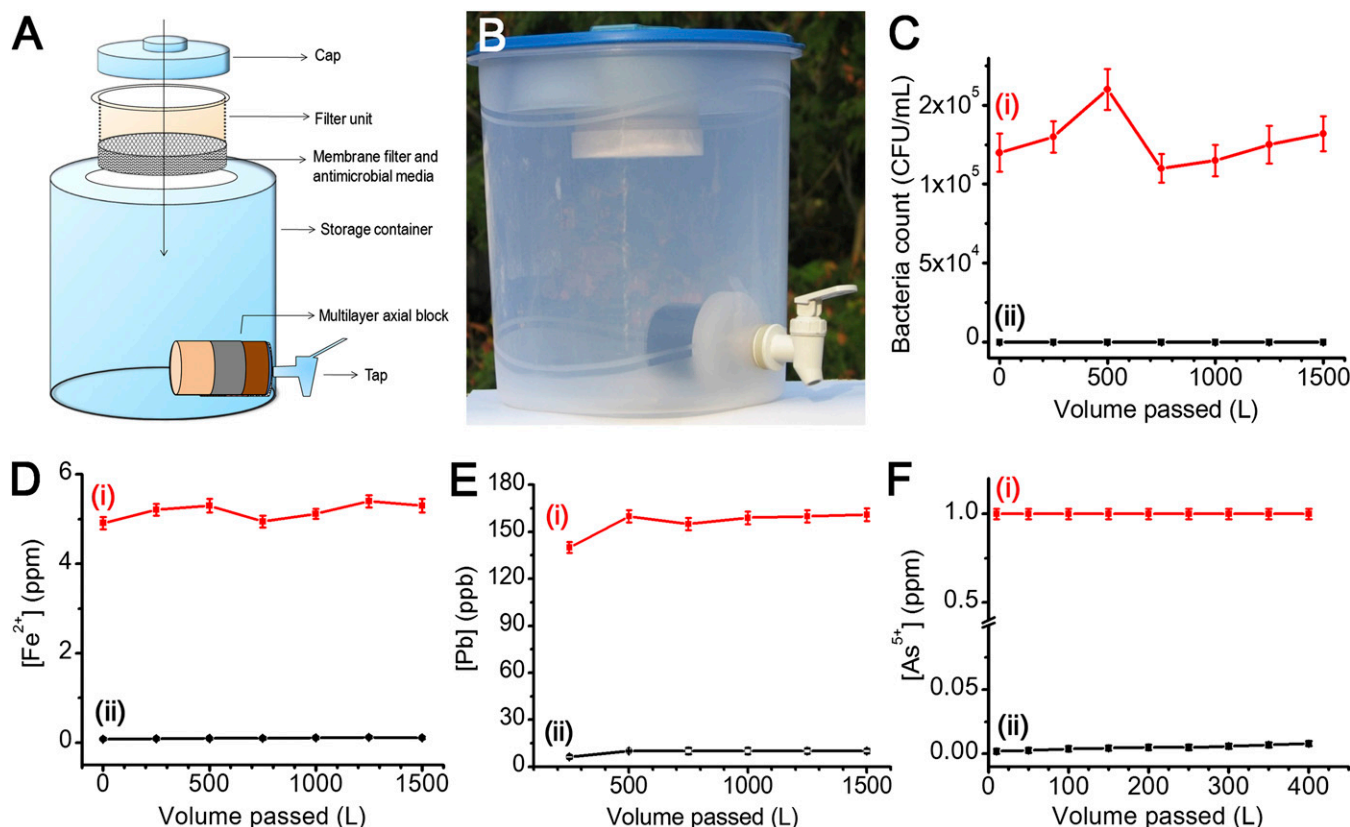 A
Cap
Filter unit
Membrane filter and
antimicrobial media
Storage container
Multilayer axial block
Tap
B
C
Bacteria count (CFU/mL)
2x10⁵
1x10⁵
5x10⁴
0
(i)
(ii)
0 500 1000 1500
Volume passed (L)
D
[Fe²⁺] (ppm)
6
4
2
0
(i)
(ii)
0 500 1000 1500
Volume passed (L)
E
[Pb] (ppb)
180
150
120
90
60
30
0
(i)
(ii)
500 1000 1500
Volume passed (L)
F
[As⁵⁺] (ppm)
1.0
0.5
0.05
0.00
(i)
(ii)
0 100 200 300 400
Volume passed (L)